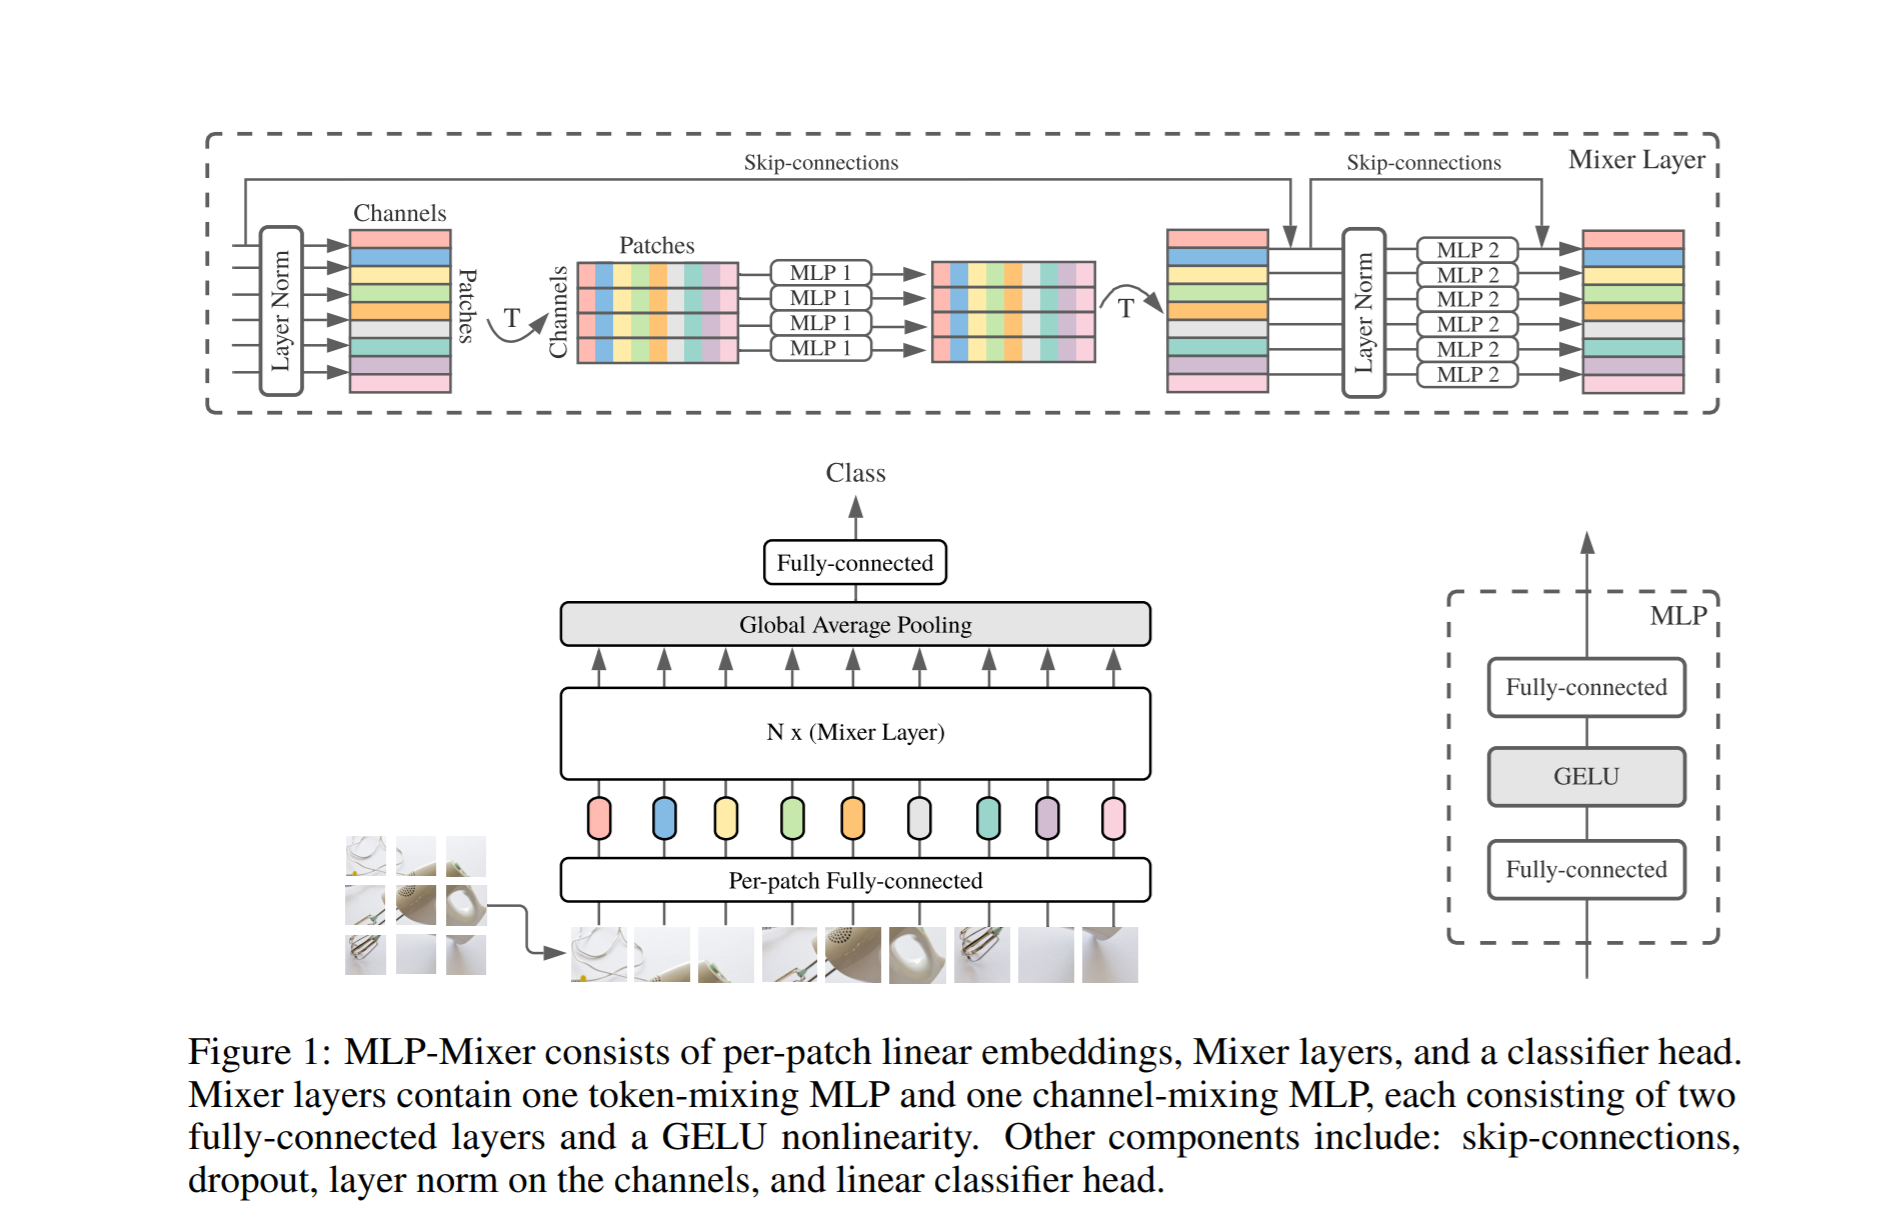 Skip-connections
Skip-connections
Mixer Layer
Channels
Patches
Layer Norm
Patches
T
Channels
MLP 1
MLP 1
MLP 1
MLP 1
T
Layer Norm
MLP 2
MLP 2
MLP 2
MLP 2
MLP 2
MLP 2
Class
Fully-connected
Global Average Pooling
N x (Mixer Layer)
Per-patch Fully-connected
MLP
Fully-connected
GELU
Fully-connected
Figure 1: MLP-Mixer consists of per-patch linear embeddings, Mixer layers, and a classifier head.
Mixer layers contain one token-mixing MLP and one channel-mixing MLP, each consisting of two
fully-connected layers and a GELU nonlinearity. Other components include: skip-connections,
dropout, layer norm on the channels, and linear classifier head.